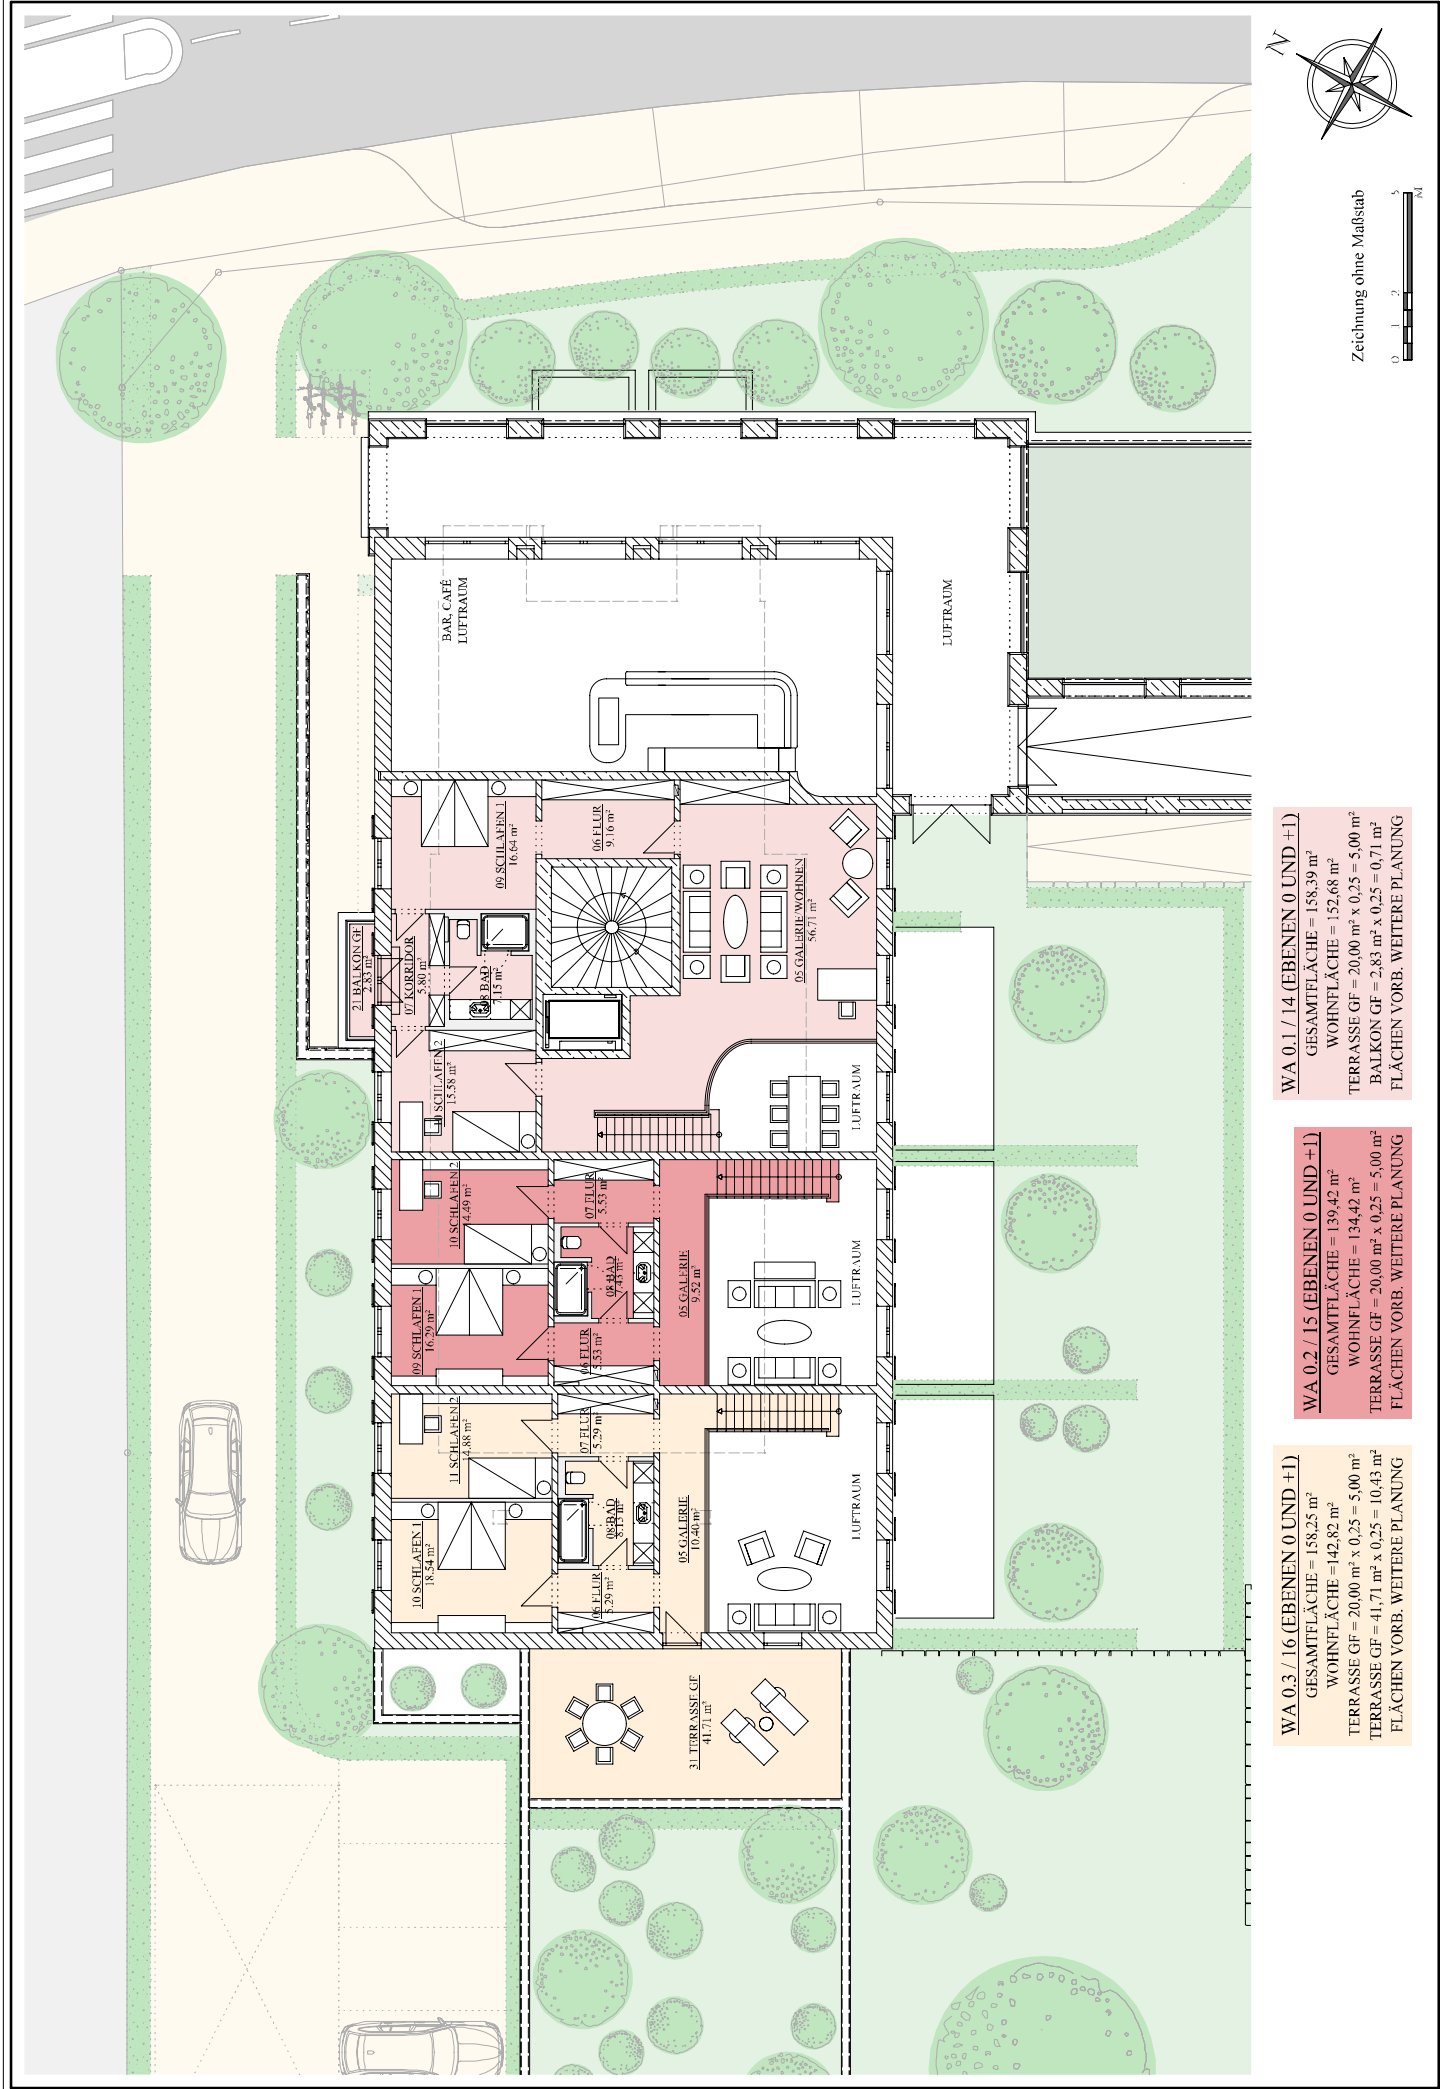 N
Zeichnung ohne Maßstab
0 1 2 5
M
BAR, CAFÉ
LUFTRAUM
LUFTRAUM
09 SCHLAFEN 1
16.64 m²
06 FLUR
9.16 m²
05 GALERIE/WOHNEN
56.71 m²
21 BALKON GF
2.83 m²
07 KORRIDOR
5.80 m²
08 BAD
7.15 m²
10 SCHLAFEN 2
15.58 m²
LUFTRAUM
10 SCHLAFEN 2
4.49 m²
07 FLUR
5.53 m²
08 BAD
7.43 m²
05 GALERIE
9.52 m²
LUFTRAUM
09 SCHLAFEN 1
16.29 m²
06 FLUR
5.53 m²
11 SCHLAFEN 2
14.88 m²
07 FLUR
5.29 m²
08 BAD
8.13 m²
05 GALERIE
10.40 m²
LUFTRAUM
10 SCHLAFEN 1
18.54 m²
06 FLUR
5.29 m²
31 TERRASSE GF
41.71 m²
WA 0.3 / 16 (EBENEN 0 UND +1)
GESAMTFLÄCHE = 158,25 m²
WOHNFLÄCHE =142,82 m²
TERRASSE GF = 20,00 m² x 0,25 = 5,00 m²
TERRASSE GF = 41,71 m² x 0,25 = 10,43 m²
FLÄCHEN VORB. WEITERE PLANUNG
WA 0.2 / 15 (EBENEN 0 UND +1)
GESAMTFLÄCHE = 139,42 m²
WOHNFLÄCHE = 134,42 m²
TERRASSE GF = 20,00 m² x 0,25 = 5,00 m²
FLÄCHEN VORB. WEITERE PLANUNG
WA 0.1 / 14 (EBENEN 0 UND +1)
GESAMTFLÄCHE = 158,39 m²
WOHNFLÄCHE = 152,68 m²
TERRASSE GF = 20,00 m² x 0,25 = 5,00 m²
BALKON GF = 2,83 m² x 0,25 = 0,71 m²
FLÄCHEN VORB. WEITERE PLANUNG